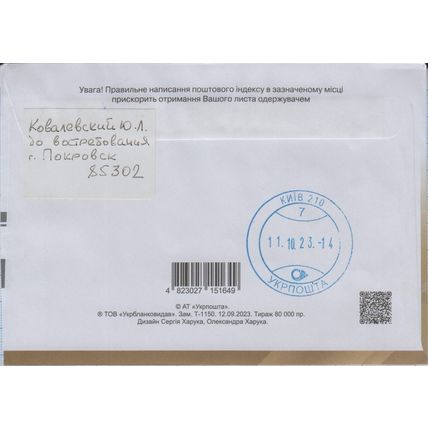 Увага! Правильне написання поштового індексу в зазначеному місці
прискорить отримання Вашого листа одержувачем
Ковалевский Ю.Л.
до востребования
г. Покровск
85302
КИЇВ 210
7
11.10 23.-14
УКРПОШТА
4 823027 151649
© АТ «Укрпошта».
® ТОВ «Укрбланковидав». Зам. Т-1150. 12.09.2023. Тираж 80 000 пр.
Дизайн Сергія Харука, Олександра Харука.